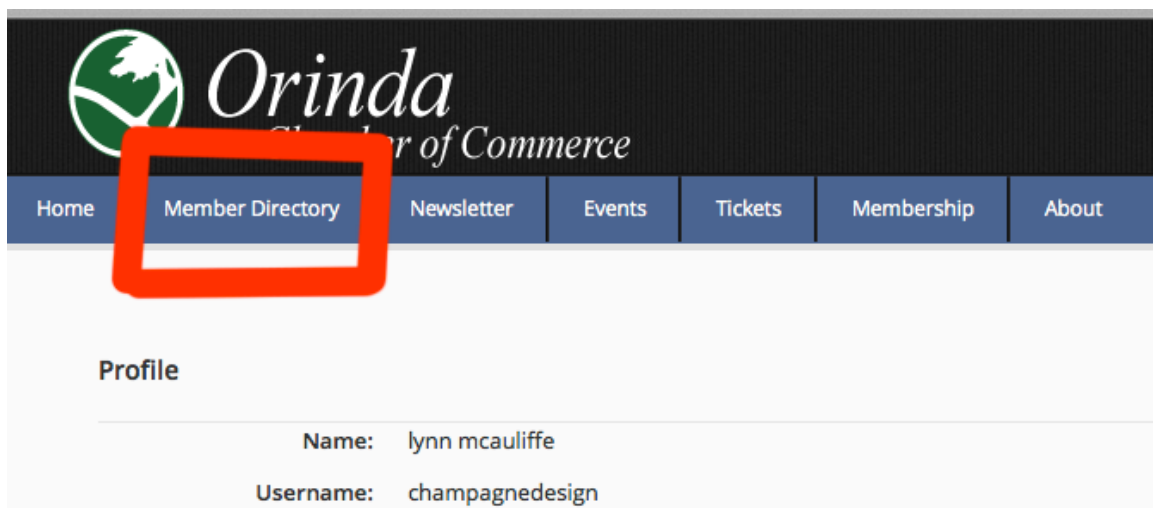 Orinda
of Commerce
Home Member Directory Newsletter Events Tickets Membership About
Profile
Name: lynn mcauliffe
Username: champagnedesign